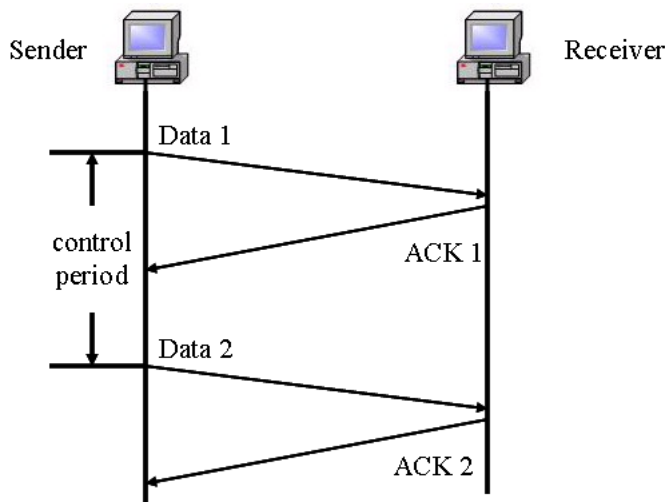 Sender
Receiver
Data 1
control
period
ACK 1
Data 2
ACK 2